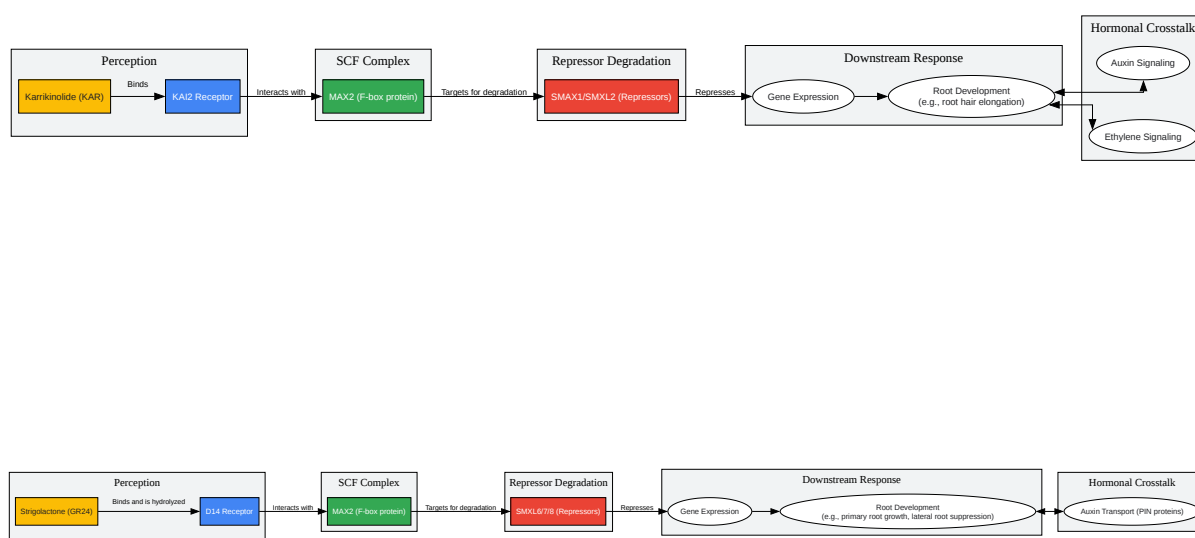 Perception
Karrikinolide (KAR)
Binds
KAI2 Receptor
Interacts with
SCF Complex
MAX2 (F-box protein)
Targets for degradation
Repressor Degradation
SMAX1/SMXL2 (Repressors)
Represses
Downstream Response
Gene Expression
Root Development
(e.g., root hair elongation)
Hormonal Crosstalk
Auxin Signaling
Ethylene Signaling
Perception
Strigolactone (GR24)
Binds and is hydrolyzed
D14 Receptor
Interacts with
SCF Complex
MAX2 (F-box protein)
Targets for degradation
Repressor Degradation
SMXL6/7/8 (Repressors)
Represses
Downstream Response
Gene Expression
Root Development
(e.g., primary root growth, lateral root suppression)
Hormonal Crosstalk
Auxin Transport (PIN proteins)